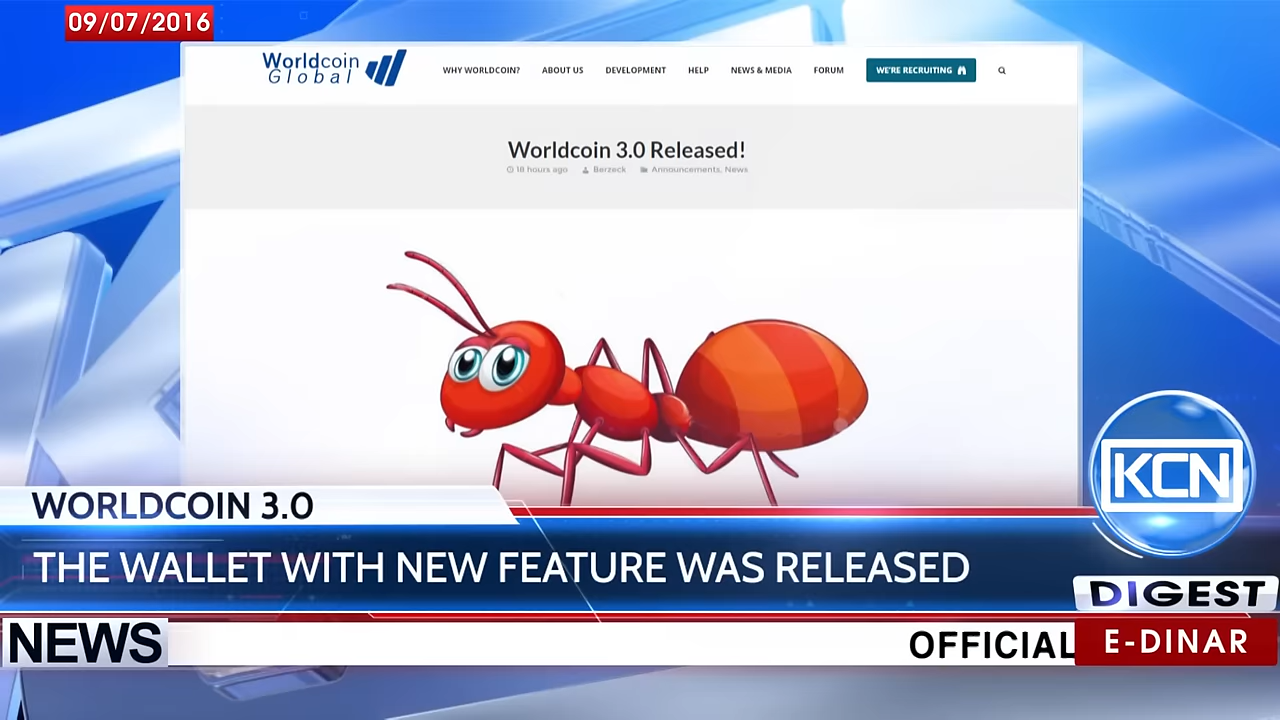 09/07/2016
Worldcoin
Global
WHY WORLDCOIN? ABOUT US DEVELOPMENT HELP NEWS & MEDIA FORUM WE'RE RECRUITING
Worldcoin 3.0 Released!
18 hours ago Berzeck Announcements, News
KCN
WORLDCOIN 3.0
THE WALLET WITH NEW FEATURE WAS RELEASED
DIGEST
NEWS OFFICIAL E-DINAR